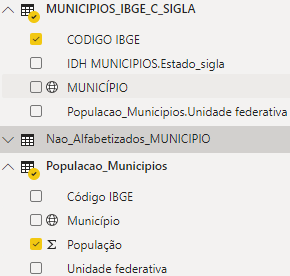 MUNICIPIOS_IBGE_C_SIGLA
CODIGO IBGE
IDH MUNICIPIOS.Estado_sigla
MUNICÍPIO
Populacao_Municipios.Unidade federativa
Nao_Alfabetizados_MUNICIPIO
Populacao_Municipios
Código IBGE
Município
Σ População
Unidade federativa